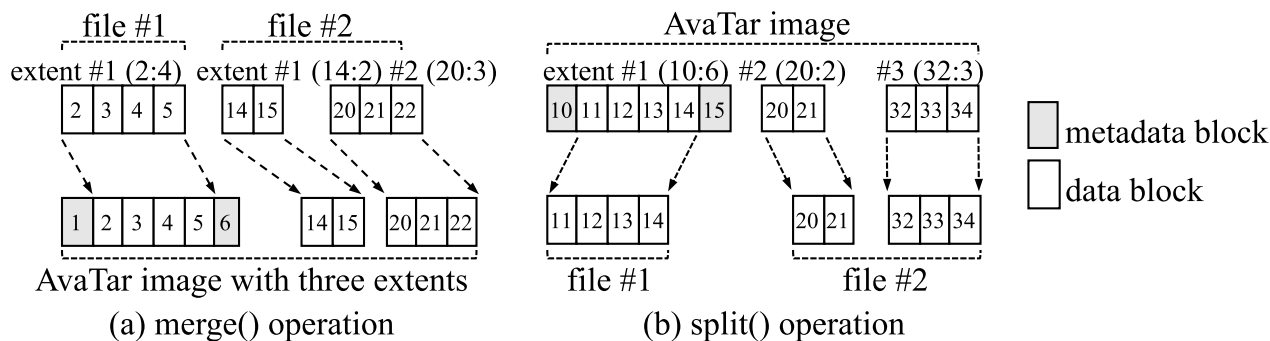 file #1 file #2
extent #1 (2:4) extent #1 (14:2) #2 (20:3)
2 3 4 5 14 15 20 21 22
1 2 3 4 5 6 14 15 20 21 22
AvaTar image with three extents
(a) merge() operation
AvaTar image
extent #1 (10:6) #2 (20:2) #3 (32:3)
10 11 12 13 14 15 20 21 32 33 34
11 12 13 14 20 21 32 33 34
file #1 file #2
(b) split() operation
metadata block
data block